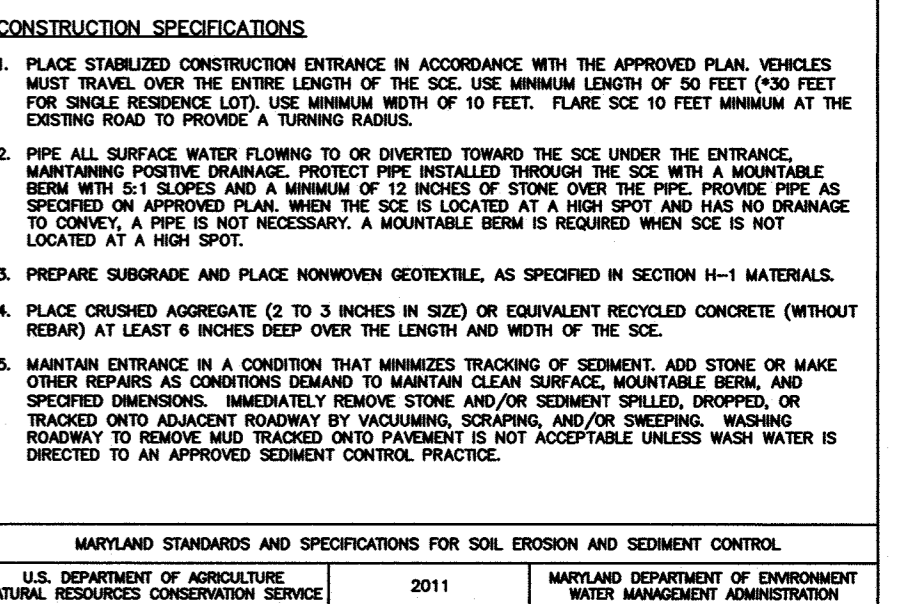 CONSTRUCTION SPECIFICATIONS
1. PLACE STABILIZED CONSTRUCTION ENTRANCE IN ACCORDANCE WITH THE APPROVED PLAN. VEHICLES
MUST TRAVEL OVER THE ENTIRE LENGTH OF THE SCE. USE MINIMUM LENGTH OF 50 FEET (*30 FEET
FOR SINGLE RESIDENCE LOT). USE MINIMUM WIDTH OF 10 FEET. FLARE SCE 10 FEET MINIMUM AT THE
EXISTING ROAD TO PROVIDE A TURNING RADIUS.
2. PIPE ALL SURFACE WATER FLOWING TO OR DIVERTED TOWARD THE SCE UNDER THE ENTRANCE,
MAINTAINING POSITIVE DRAINAGE. PROTECT PIPE INSTALLED THROUGH THE SCE WITH A MOUNTABLE
BERM WITH 5:1 SLOPES AND A MINIMUM OF 12 INCHES OF STONE OVER THE PIPE. PROVIDE PIPE AS
SPECIFIED ON APPROVED PLAN. WHEN THE SCE IS LOCATED AT A HIGH SPOT AND HAS NO DRAINAGE
TO CONVEY, A PIPE IS NOT NECESSARY. A MOUNTABLE BERM IS REQUIRED WHEN SCE IS NOT
LOCATED AT A HIGH SPOT.
3. PREPARE SUBGRADE AND PLACE NONWOVEN GEOTEXTILE, AS SPECIFIED IN SECTION H-1 MATERIALS.
4. PLACE CRUSHED AGGREGATE (2 TO 3 INCHES IN SIZE) OR EQUIVALENT RECYCLED CONCRETE (WITHOUT
REBAR) AT LEAST 6 INCHES DEEP OVER THE LENGTH AND WIDTH OF THE SCE.
5. MAINTAIN ENTRANCE IN A CONDITION THAT MINIMIZES TRACKING OF SEDIMENT. ADD STONE OR MAKE
OTHER REPAIRS AS CONDITIONS DEMAND TO MAINTAIN CLEAN SURFACE, MOUNTABLE BERM, AND
SPECIFIED DIMENSIONS. IMMEDIATELY REMOVE STONE AND/OR SEDIMENT SPILLED, DROPPED, OR
TRACKED ONTO ADJACENT ROADWAY BY VACUUMING, SCRAPING, AND/OR SWEEPING. WASHING
ROADWAY TO REMOVE MUD TRACKED ONTO PAVEMENT IS NOT ACCEPTABLE UNLESS WASH WATER IS
DIRECTED TO AN APPROVED SEDIMENT CONTROL PRACTICE.
MARYLAND STANDARDS AND SPECIFICATIONS FOR SOIL EROSION AND SEDIMENT CONTROL
U.S. DEPARTMENT OF AGRICULTURE
ATURAL RESOURCES CONSERVATION SERVICE
2011
MARYLAND DEPARTMENT OF ENVIRONMENT
WATER MANAGEMENT ADMINISTRATION